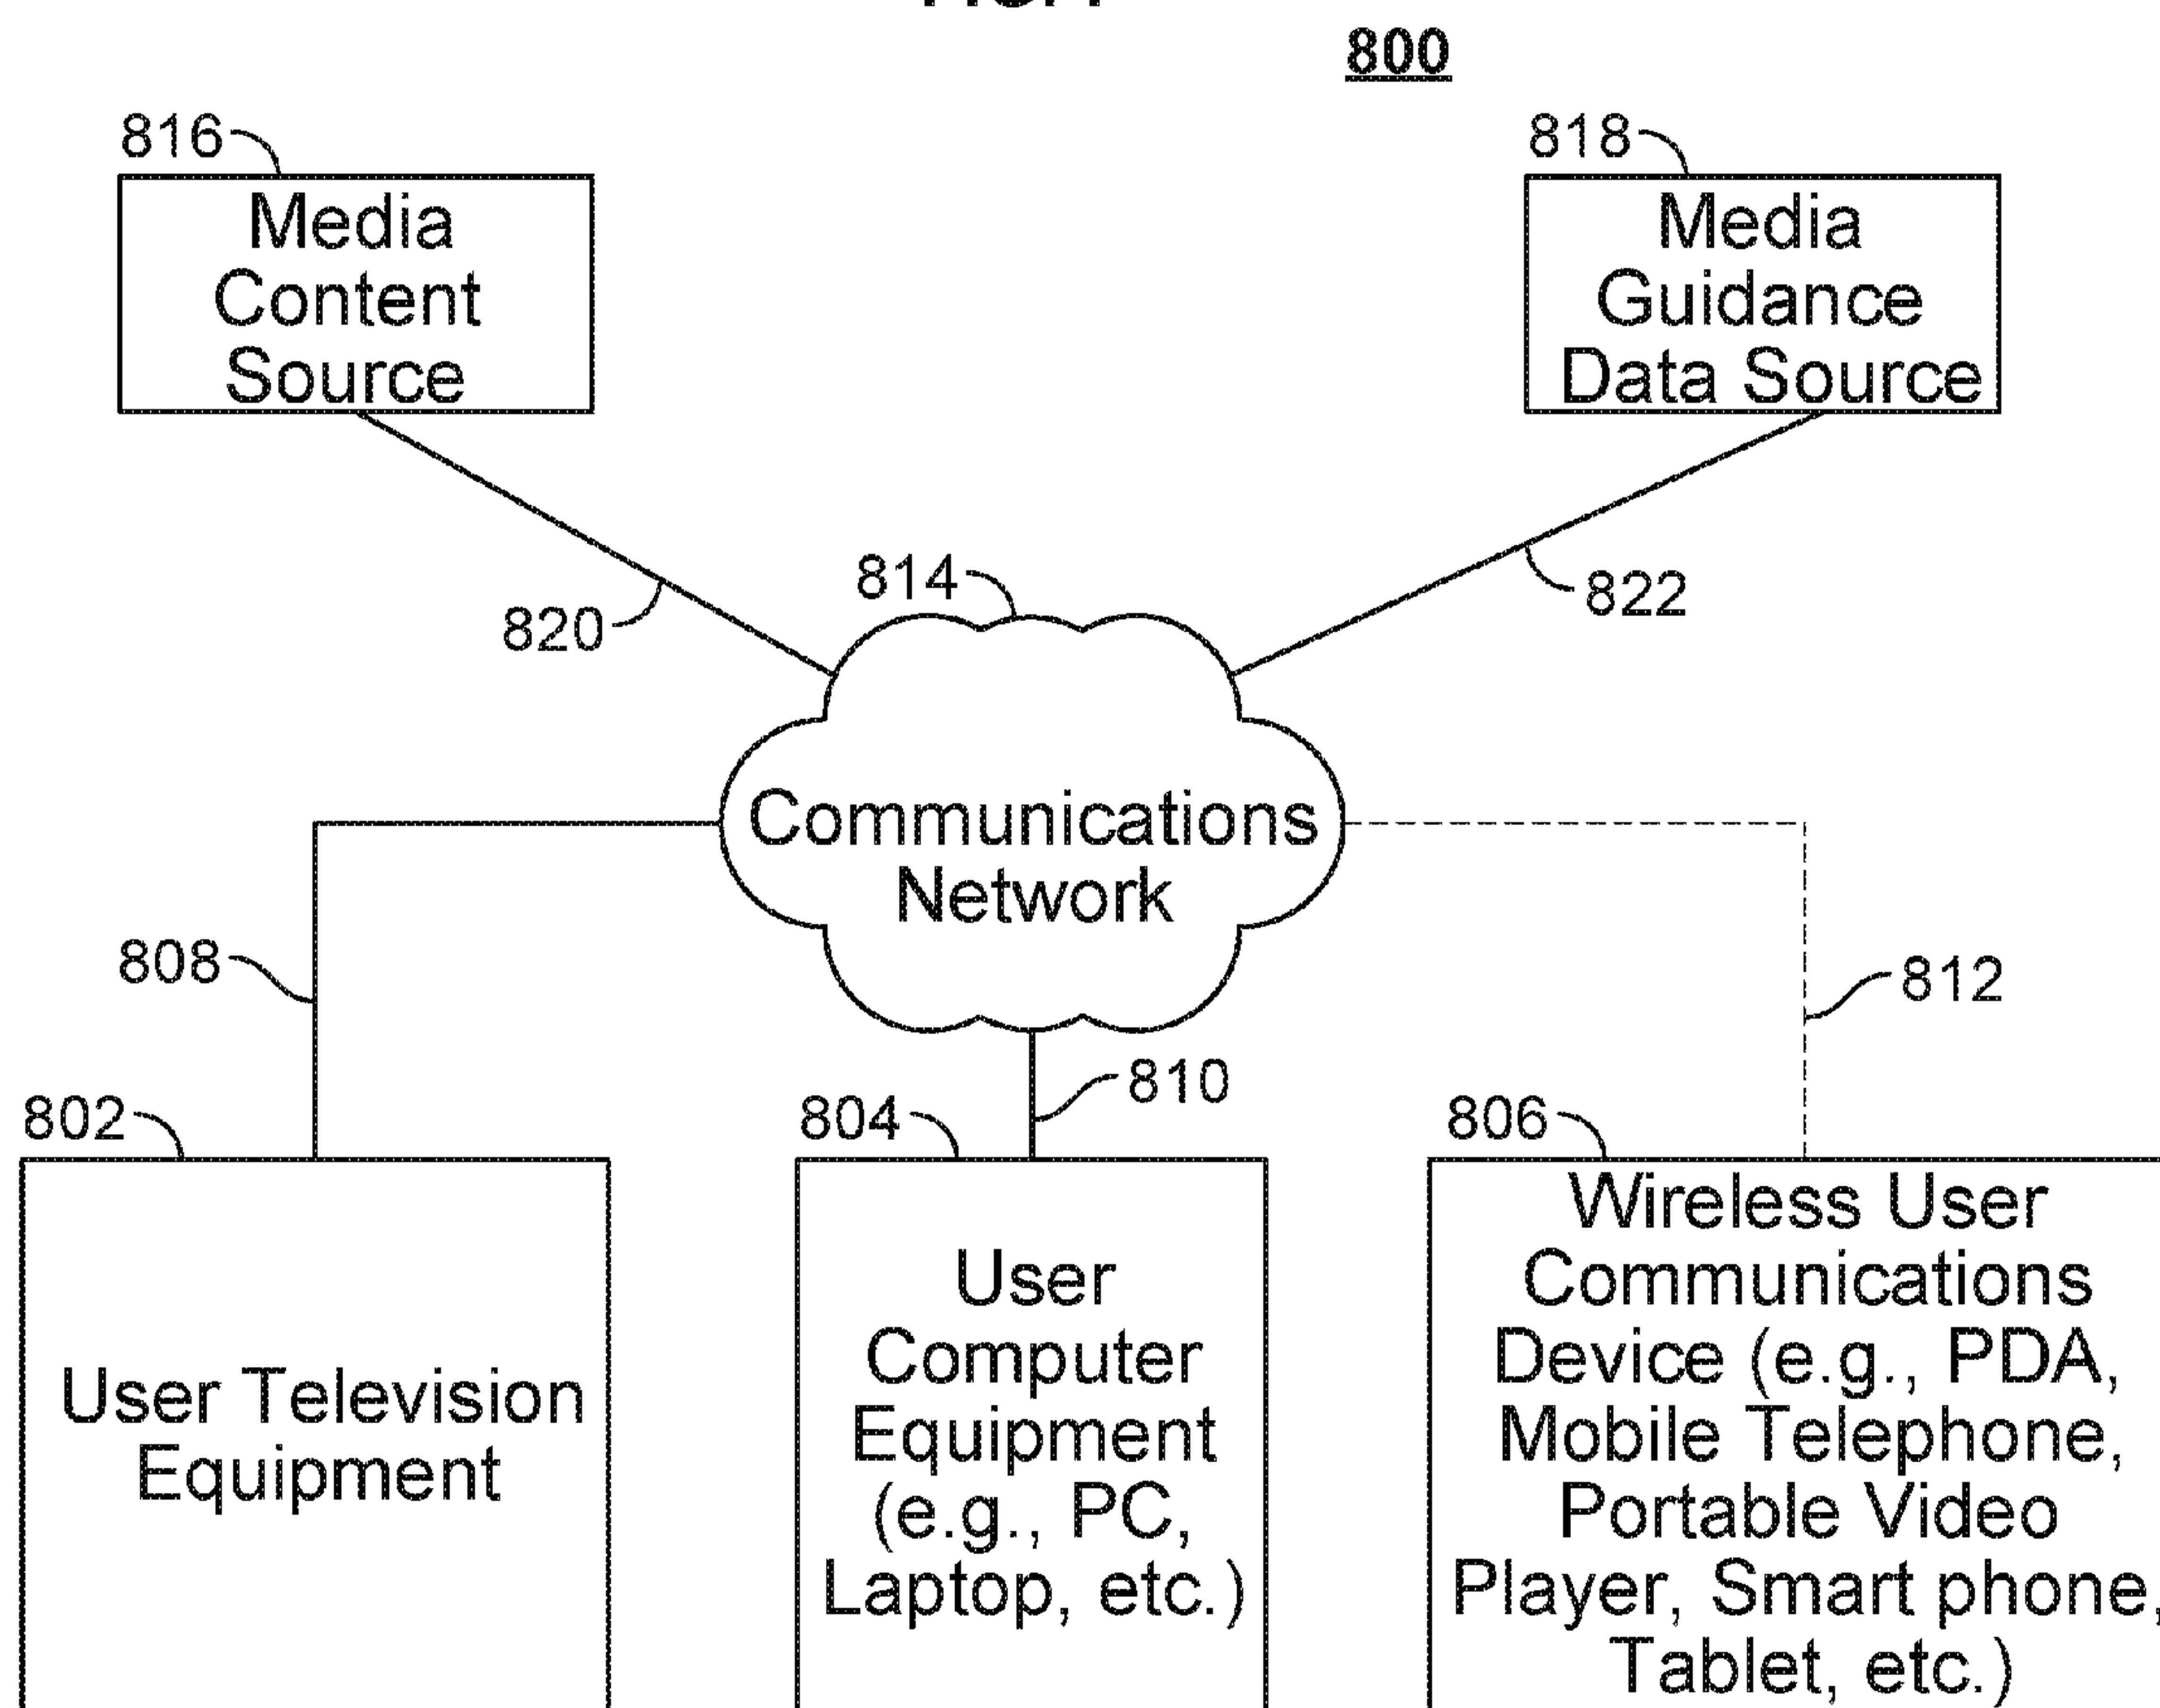 800
816
Media
Content
Source
818
Media
Guidance
Data Source
820
814
822
Communications
Network
808
812
810
802
User Television
Equipment
804
User
Computer
Equipment
(e.g., PC,
Laptop, etc.)
806
Wireless User
Communications
Device (e.g., PDA,
Mobile Telephone,
Portable Video
Player, Smart phone,
Tablet, etc.)